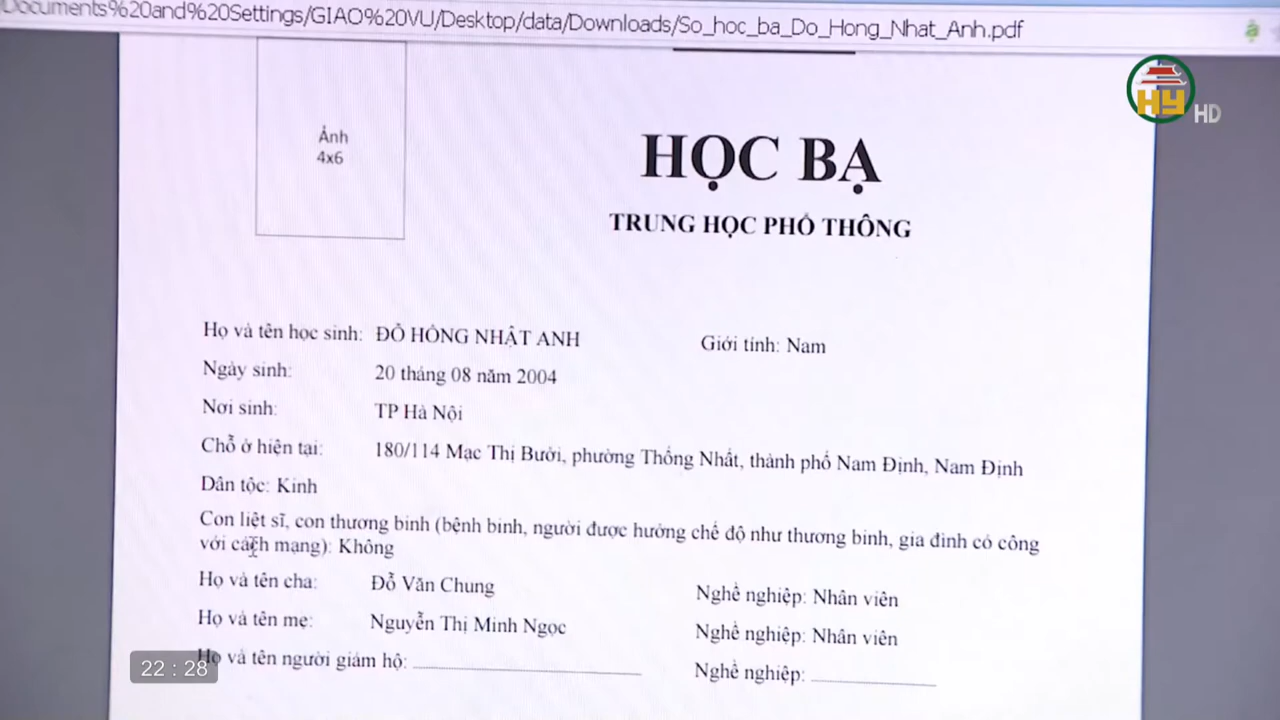 Documents%20and%20Settings/GIAO%20VU/Desktop/data/Downloads/So_hoc_ba_Do_Hong_Nhat_Anh.pdf
HY HD
Ảnh
4x6
HỌC BẠ
TRUNG HỌC PHỔ THÔNG
Họ và tên học sinh: ĐỖ HỒNG NHẬT ANH Giới tính: Nam
Ngày sinh: 20 tháng 08 năm 2004
Nơi sinh: TP Hà Nội
Chỗ ở hiện tại: 180/114 Mạc Thị Bưởi, phường Thống Nhất, thành phố Nam Định, Nam Định
Dân tộc: Kinh
Con liệt sĩ, con thương binh (bệnh binh, người được hưởng chế độ như thương binh, gia đình có công
với cách mạng): Không
Họ và tên cha: Đỗ Văn Chung Nghề nghiệp: Nhân viên
Họ và tên mẹ: Nguyễn Thị Minh Ngọc Nghề nghiệp: Nhân viên
Họ và tên người giám hộ: Nghề nghiệp:
22 : 28